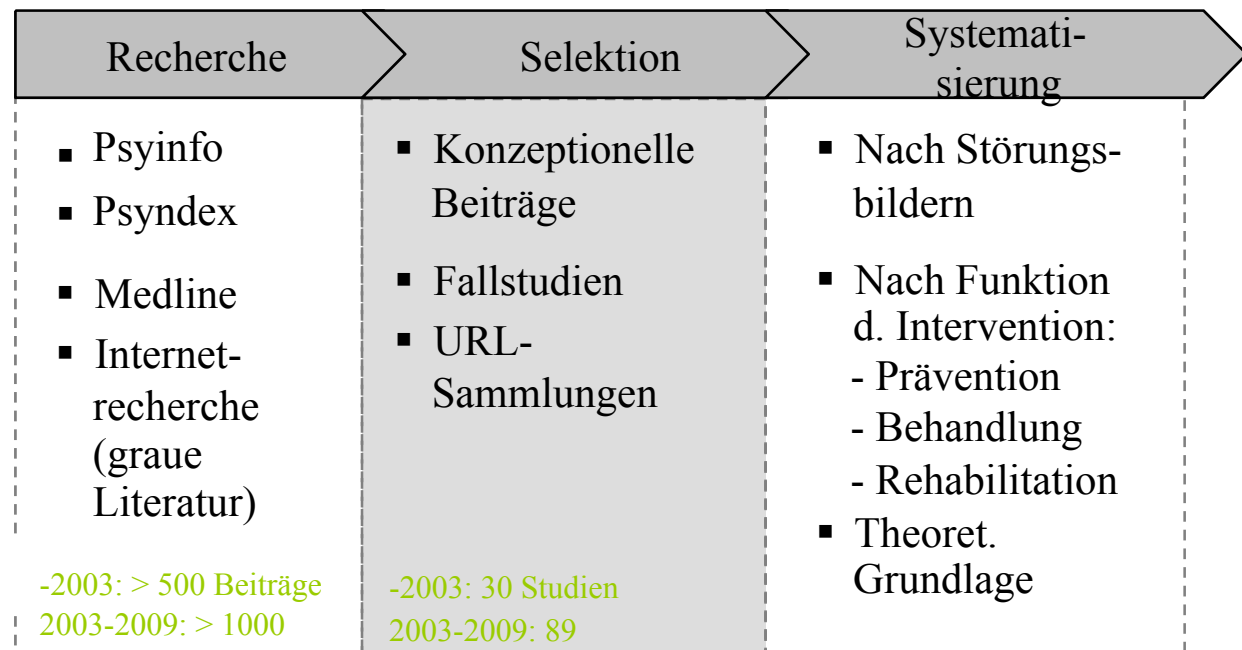 Recherche
Selektion
Systemati-
sierung
▪ Psyinfo
▪ Psyndex
▪ Medline
▪ Internet-
recherche
(graue
Literatur)
-2003: > 500 Beiträge
2003-2009: > 1000
▪ Konzeptionelle
Beiträge
▪ Fallstudien
▪ URL-
Sammlungen
-2003: 30 Studien
2003-2009: 89
▪ Nach Störungs-
bildern
▪ Nach Funktion
d. Intervention:
- Prävention
- Behandlung
- Rehabilitation
▪ Theoret.
Grundlage